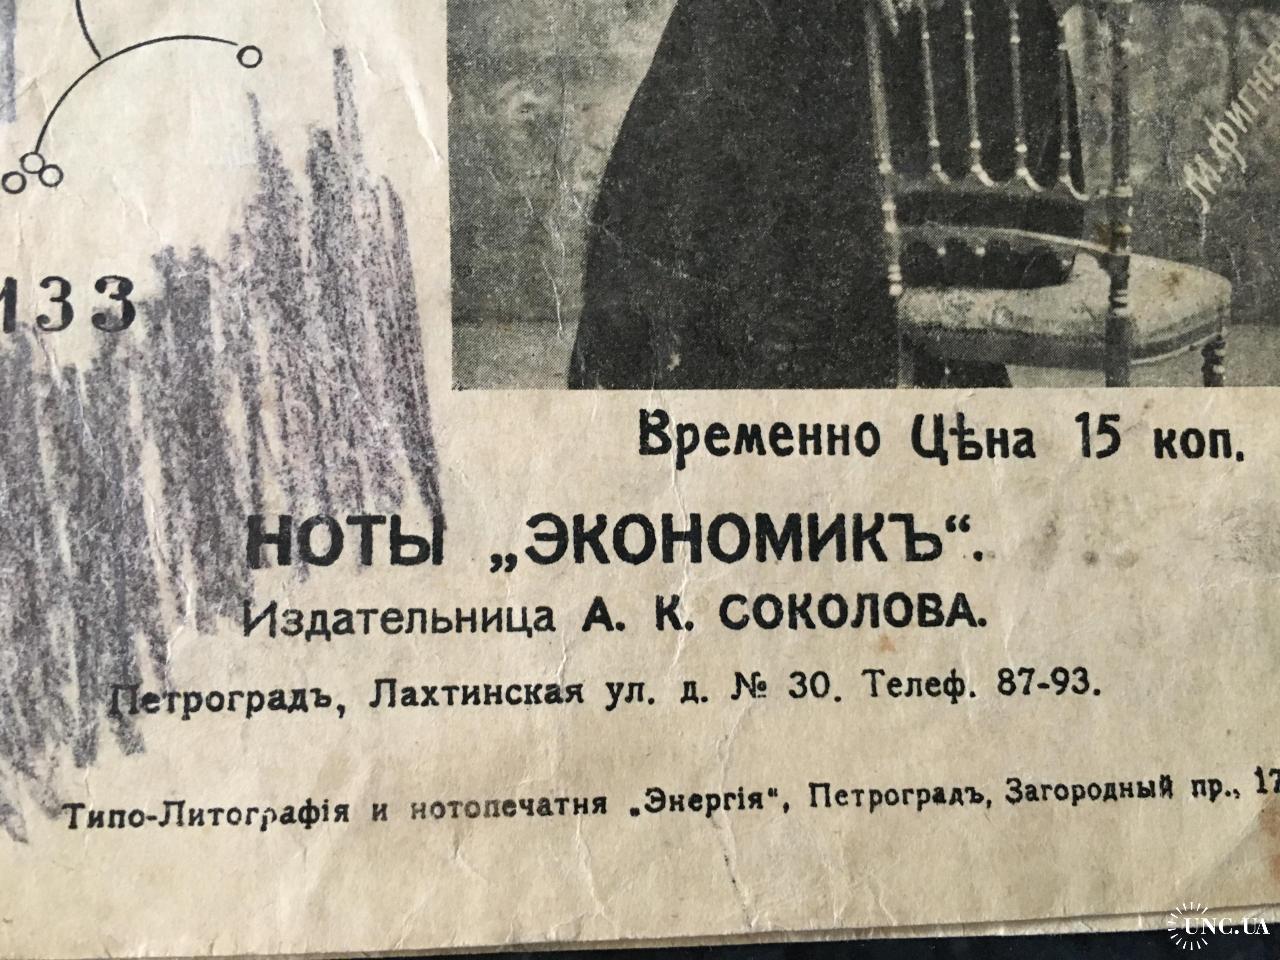 М. ФИГНЕР
133
Временно Цѣна 15 коп.
НОТЫ „ЭКОНОМИКЪ“.
Издательница А. К. СОКОЛОВА.
Петроградъ, Лахтинская ул. д. № 30. Телеф. 87-93.
Типо-Литографія и нотопечатня „Энергія“, Петроградъ, Загородный пр., 17
UNC.UA